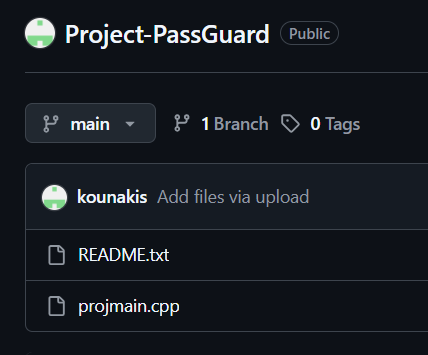 Project-PassGuard Public
main 1 Branch 0 Tags
kounakis Add files via upload
README.txt
projmain.cpp